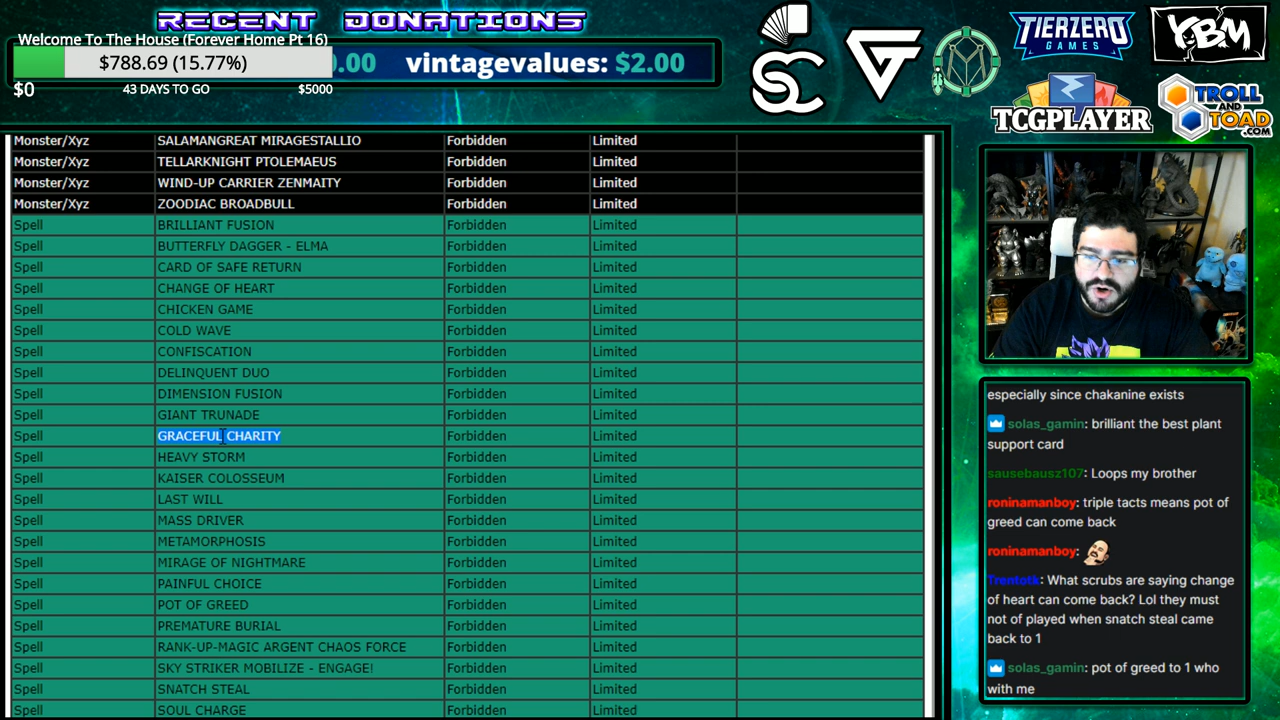 RECENT DONATIONS
Welcome To The House (Forever Home Pt 16)
$788.69 (15.77%)
0.00 vintagevalues: $2.00
$0 43 DAYS TO GO $5000
SC
TIERZERO
GAMES
YBM
TCGPLAYER
TROLL
AND
TOAD
.COM
Monster/Xyz SALAMANGREAT MIRAGESTALLIO Forbidden Limited
Monster/Xyz TELLARKNIGHT PTOLEMAEUS Forbidden Limited
Monster/Xyz WIND-UP CARRIER ZENMAITY Forbidden Limited
Monster/Xyz ZOODIAC BROADBULL Forbidden Limited
Spell BRILLIANT FUSION Forbidden Limited
Spell BUTTERFLY DAGGER - ELMA Forbidden Limited
Spell CARD OF SAFE RETURN Forbidden Limited
Spell CHANGE OF HEART Forbidden Limited
Spell CHICKEN GAME Forbidden Limited
Spell COLD WAVE Forbidden Limited
Spell CONFISCATION Forbidden Limited
Spell DELINQUENT DUO Forbidden Limited
Spell DIMENSION FUSION Forbidden Limited
Spell GIANT TRUNADE Forbidden Limited
Spell GRACEFUL CHARITY Forbidden Limited
Spell HEAVY STORM Forbidden Limited
Spell KAISER COLOSSEUM Forbidden Limited
Spell LAST WILL Forbidden Limited
Spell MASS DRIVER Forbidden Limited
Spell METAMORPHOSIS Forbidden Limited
Spell MIRAGE OF NIGHTMARE Forbidden Limited
Spell PAINFUL CHOICE Forbidden Limited
Spell POT OF GREED Forbidden Limited
Spell PREMATURE BURIAL Forbidden Limited
Spell RANK-UP-MAGIC ARGENT CHAOS FORCE Forbidden Limited
Spell SKY STRIKER MOBILIZE - ENGAGE! Forbidden Limited
Spell SNATCH STEAL Forbidden Limited
Spell SOUL CHARGE Forbidden Limited
especially since chakanine exists
solas_gamin: brilliant the best plant
support card
sausebausz107: Loops my brother
roninamanboy: triple tacts means pot of
greed can come back
roninamanboy:
Trentotk: What scrubs are saying change
of heart can come back? Lol they must
not of played when snatch steal came
back to 1
solas_gamin: pot of greed to 1 who
with me